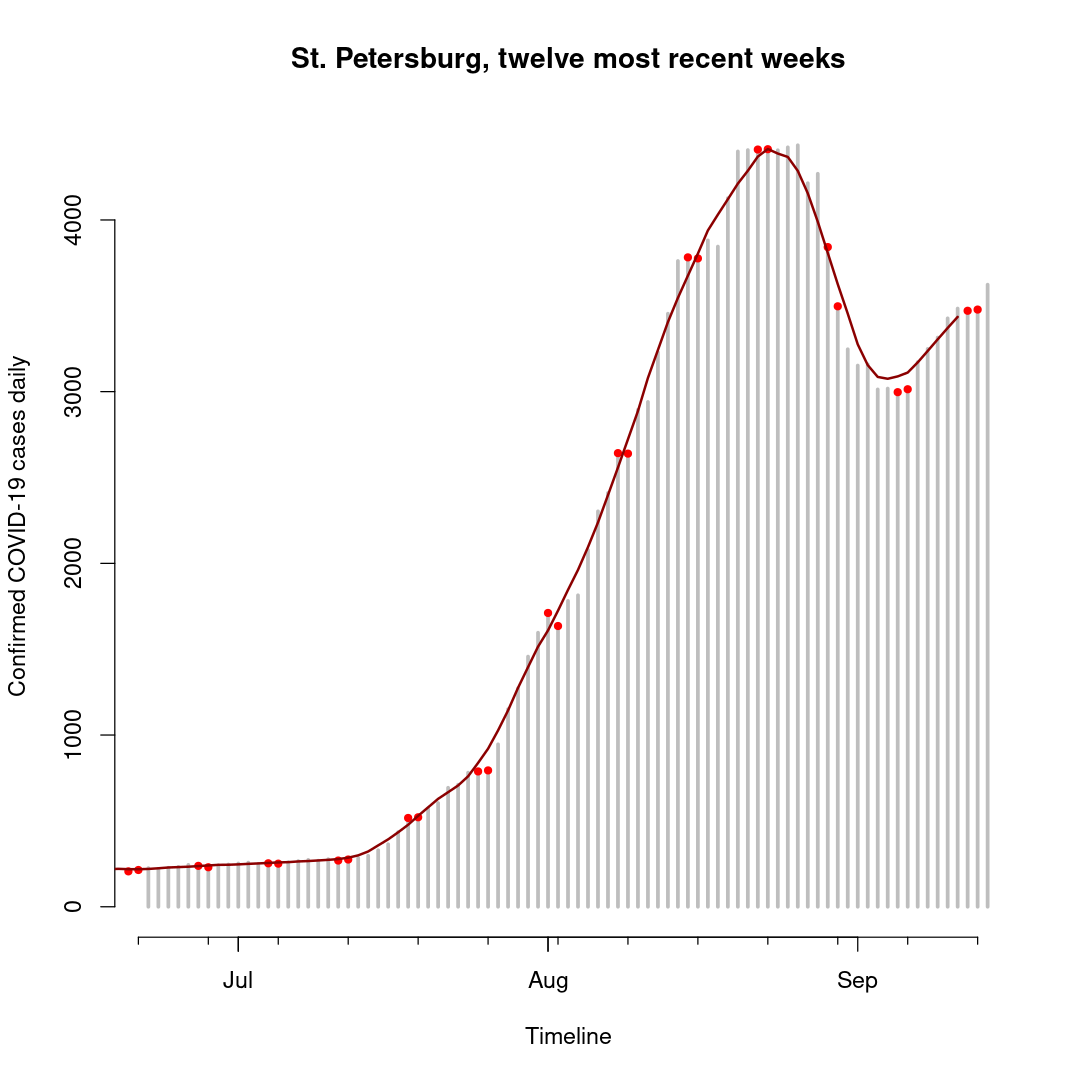 St. Petersburg, twelve most recent weeks
Confirmed COVID-19 cases daily
4000
3000
2000
1000
0
Jul Aug Sep
Timeline